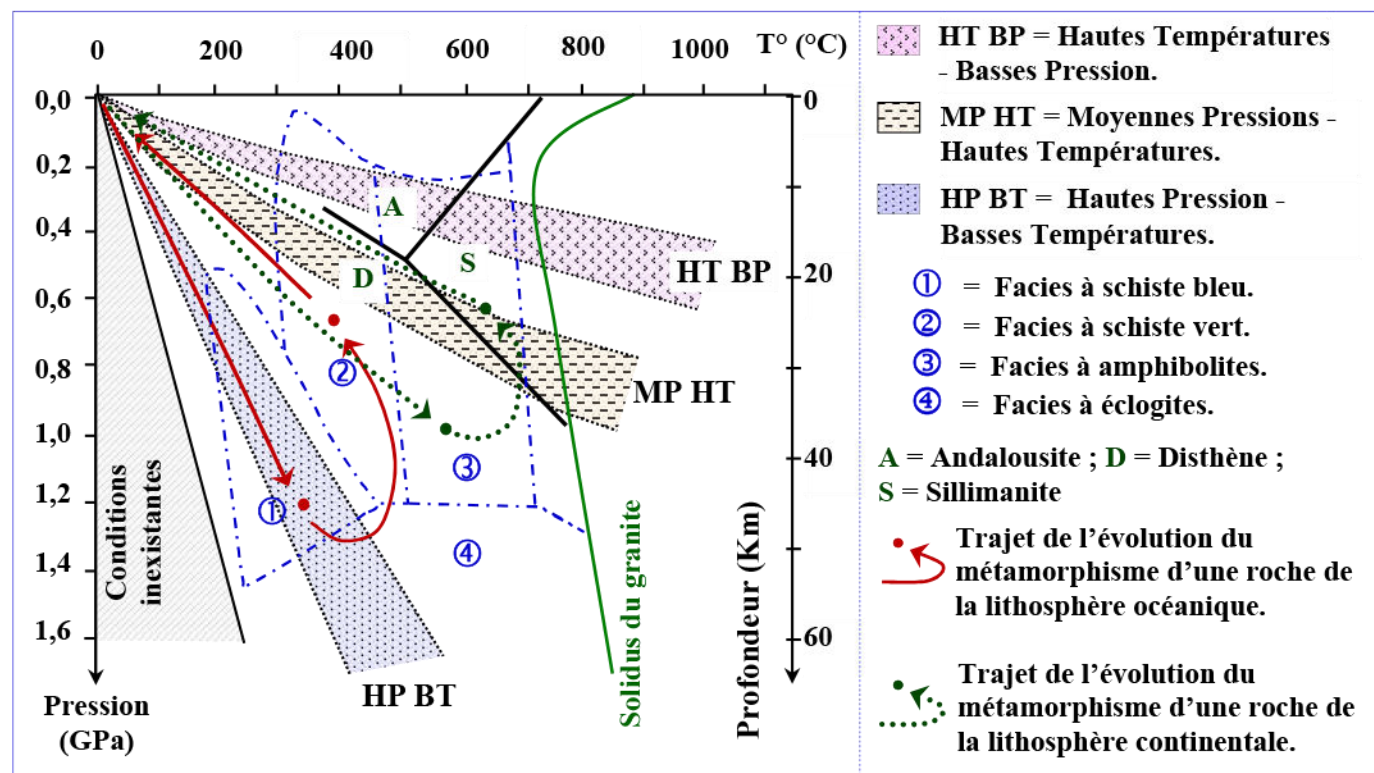 0 200 400 600 800 1000 T° (°C)
0,0
0,2
0,4
0,6
0,8
1,0
1,2
1,4
1,6
Pression
(GPa)
Conditions
inexistantes
A
S
D
①
②
③
④
HT BP
MP HT
HP BT
Solidus du granite
Profondeur (Km)
0
20
40
60
HT BP = Hautes Températures
- Basses Pression.
MP HT = Moyennes Pressions -
Hautes Températures.
HP BT = Hautes Pression -
Basses Températures.
① = Facies à schiste bleu.
② = Facies à schiste vert.
③ = Facies à amphibolites.
④ = Facies à éclogites.
A = Andalousite ; D = Disthène ;
S = Sillimanite
Trajet de l’évolution du
métamorphisme d’une roche de
la lithosphère océanique.
Trajet de l’évolution du
métamorphisme d’une roche de
la lithosphère continentale.